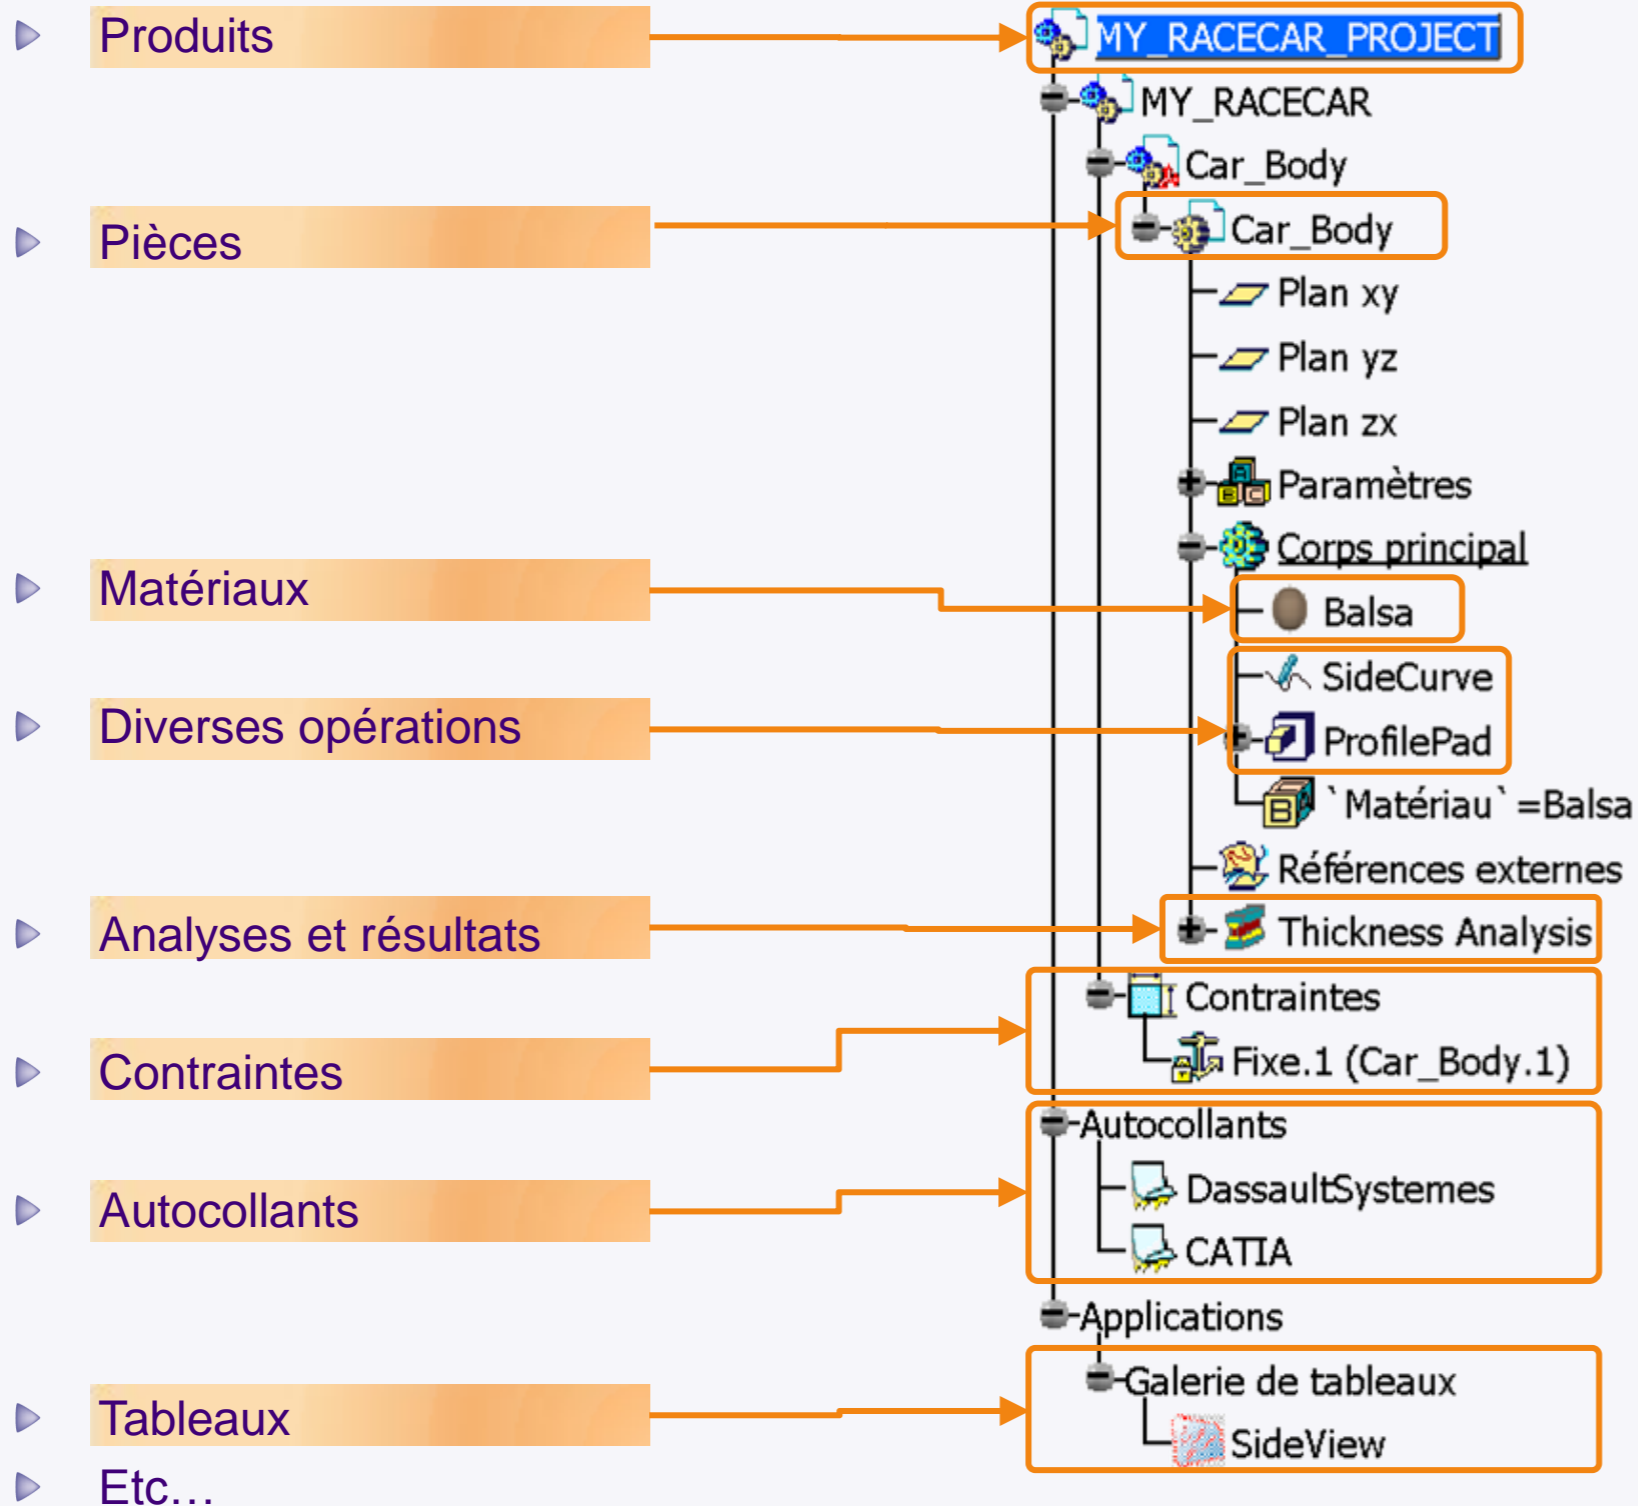 Produits
MY_RACECAR_PROJECT
MY_RACECAR
Car_Body
Pièces
Car_Body
Plan xy
Plan yz
Plan zx
Paramètres
Corps principal
Matériaux
Balsa
SideCurve
Diverses opérations
ProfilePad
`Matériau`=Balsa
Références externes
Analyses et résultats
Thickness Analysis
Contraintes
Fixe.1 (Car_Body.1)
Contraintes
Autocollants
DassaultSystemes
Autocollants
CATIA
Applications
Galerie de tableaux
Tableaux
SideView
Etc…